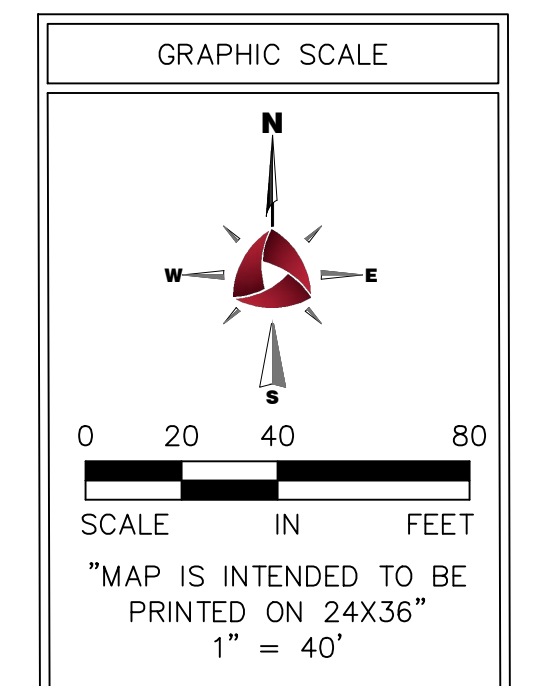 GRAPHIC SCALE
N
W E
S
0 20 40 80
SCALE IN FEET
"MAP IS INTENDED TO BE
PRINTED ON 24X36"
1" = 40'